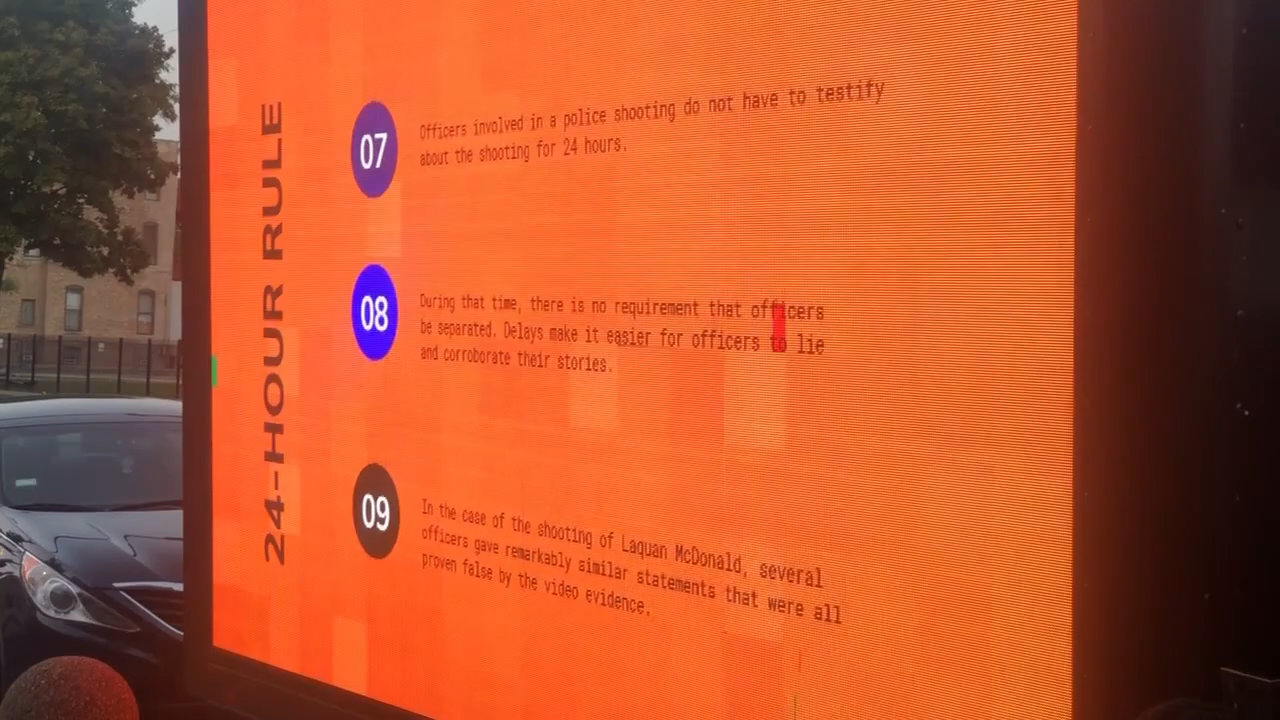 24-HOUR RULE
07
Officers involved in a police shooting do not have to testify
about the shooting for 24 hours.
08
During that time, there is no requirement that officers
be separated. Delays make it easier for officers to lie
and corroborate their stories.
09
In the case of the shooting of Laquan McDonald, several
officers gave remarkably similar statements that were all
proven false by the video evidence.